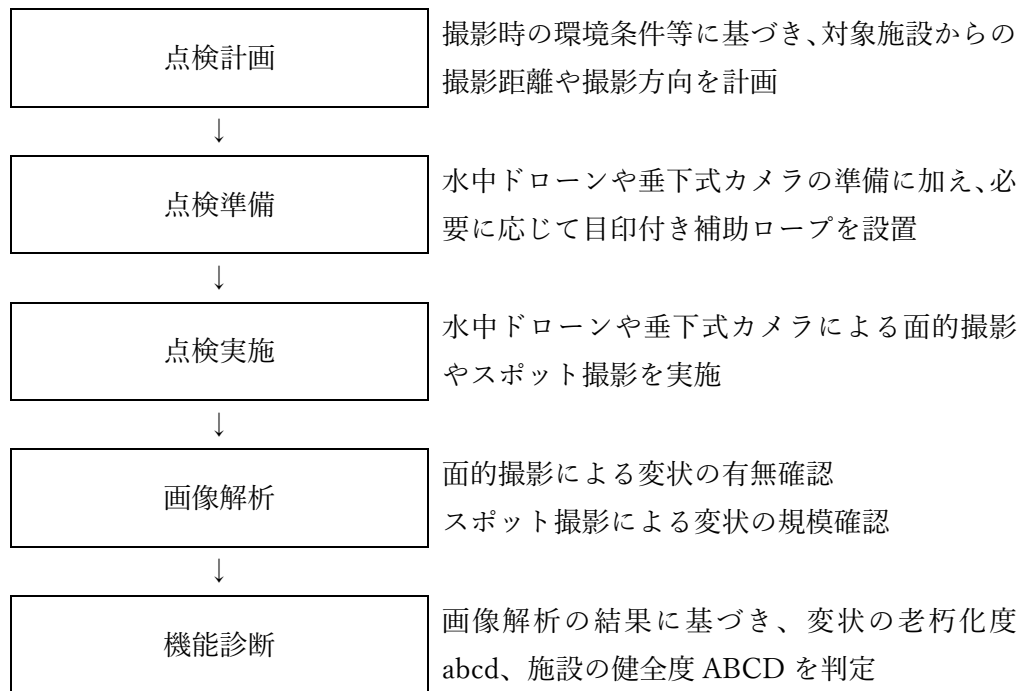 点検計画
撮影時の環境条件等に基づき、対象施設からの
撮影距離や撮影方向を計画
↓
点検準備
水中ドローンや垂下式カメラの準備に加え、必
要に応じて目印付き補助ロープを設置
↓
点検実施
水中ドローンや垂下式カメラによる面的撮影
やスポット撮影を実施
↓
画像解析
面的撮影による変状の有無確認
スポット撮影による変状の規模確認
↓
機能診断
画像解析の結果に基づき、変状の老朽化度
abcd、施設の健全度 ABCD を判定